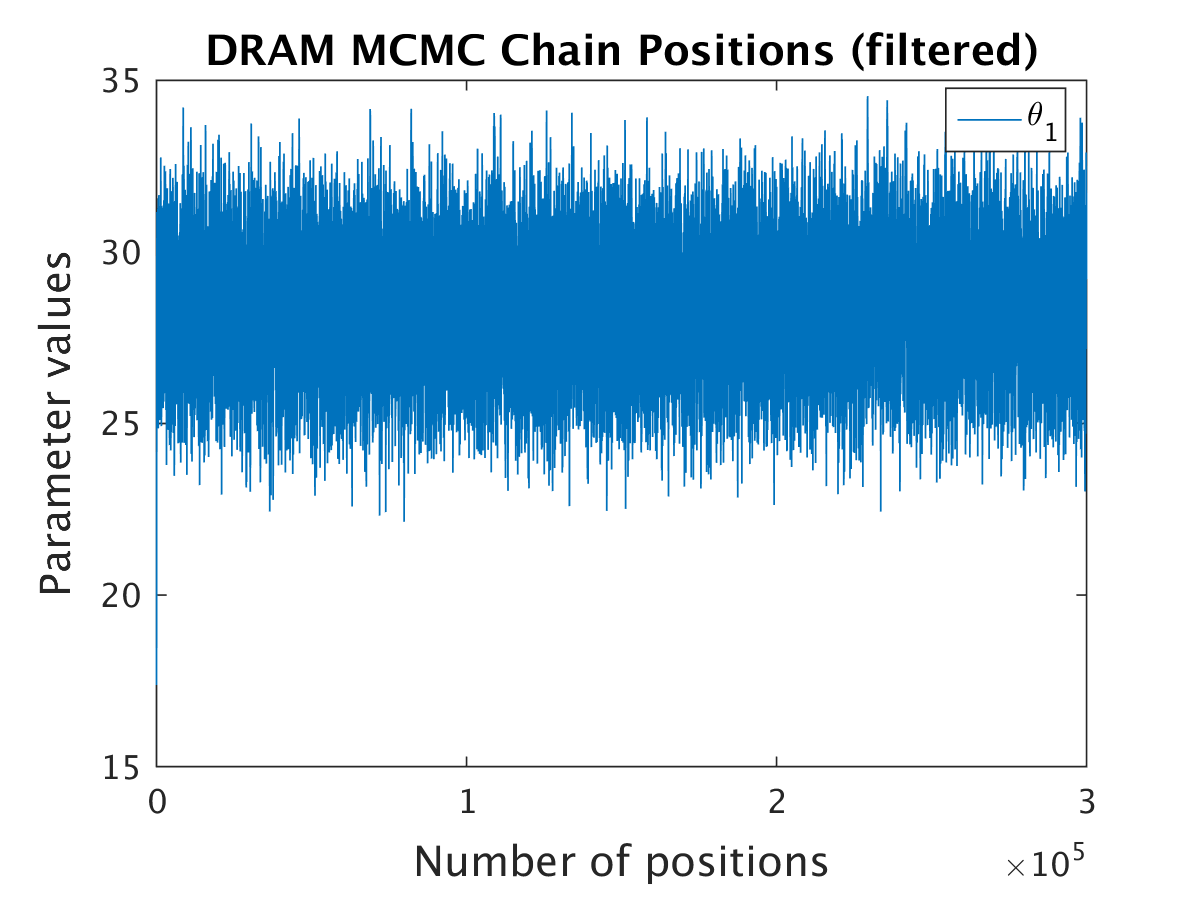 DRAM MCMC Chain Positions (filtered)
35
θ1
30
25
20
15
Parameter values
0 1 2 3
Number of positions
×10^5